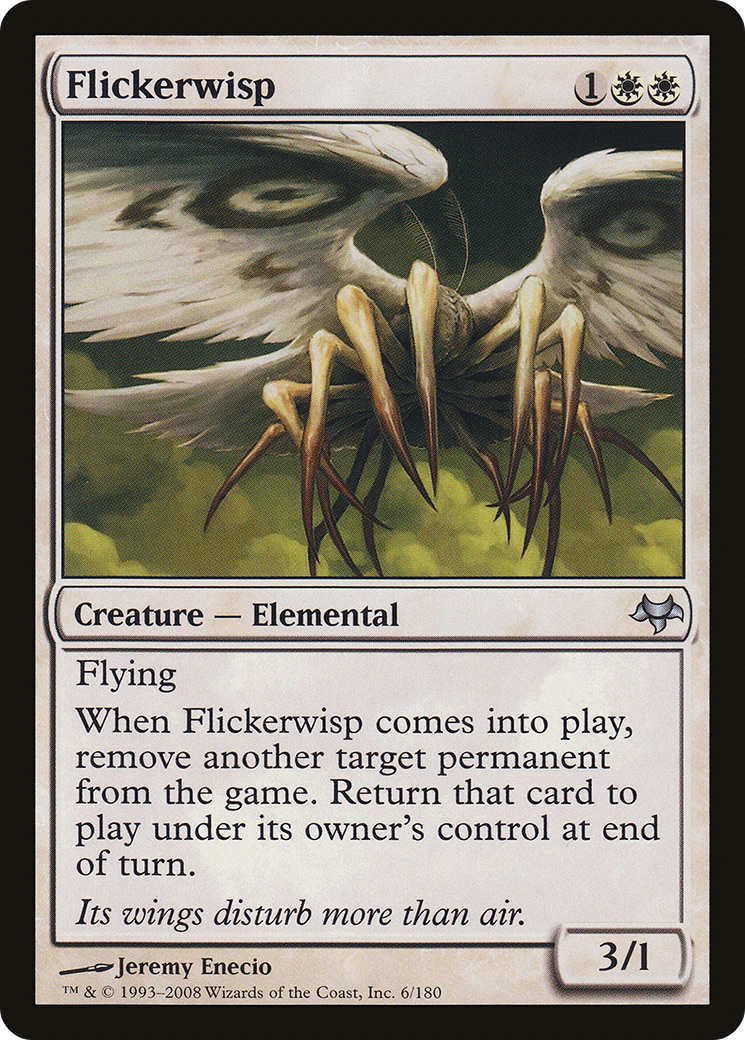 Flickerwisp 1
Creature — Elemental
Flying
When Flickerwisp comes into play,
remove another target permanent
from the game. Return that card to
play under its owner's control at end
of turn.
Its wings disturb more than air.
3/1
Jeremy Enecio
™ & © 1993–2008 Wizards of the Coast, Inc. 6/180